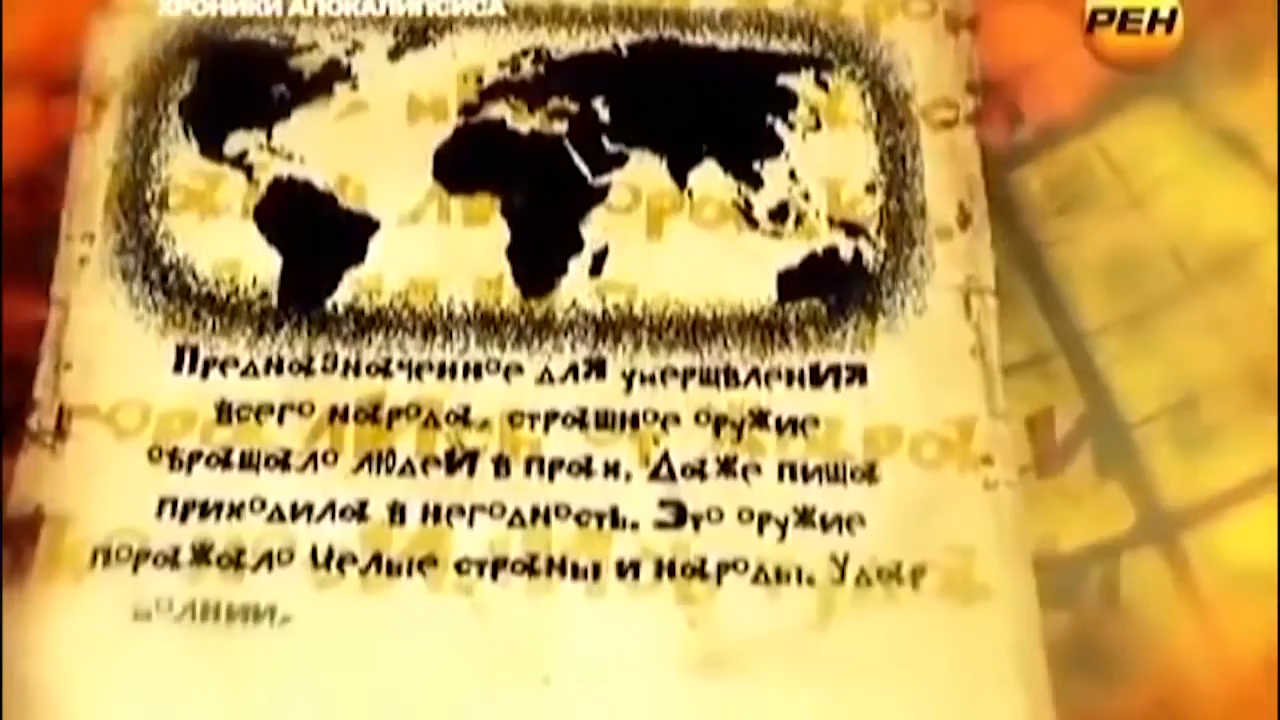 ХРОНИКИ АПОКАЛИПСИСА
РЕН
Предназначенное для умерщвления
всего народа, страшное оружие
обращало людей в прах. Даже пища
приходила в негодность. Это оружие
поражало целые страны и народы. Удар
молнии,